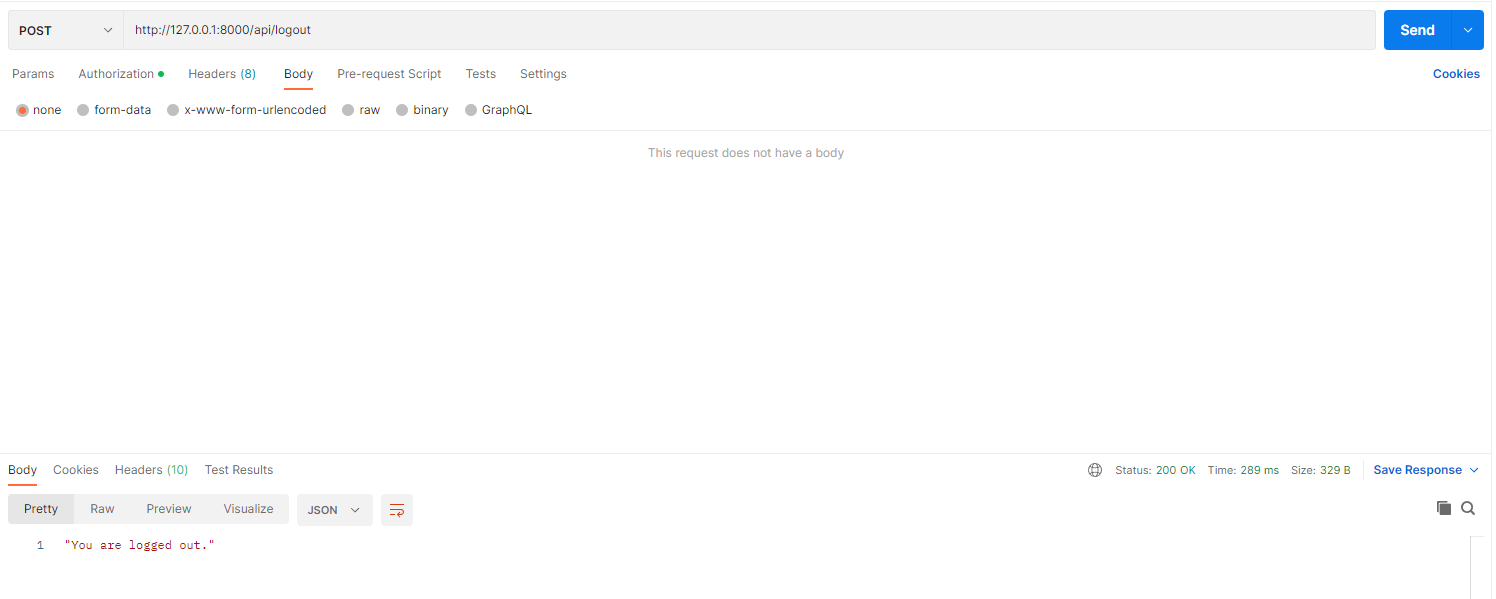 POST http://127.0.0.1:8000/api/logout Send
Params Authorization Headers (8) Body Pre-request Script Tests Settings Cookies
none form-data x-www-form-urlencoded raw binary GraphQL
This request does not have a body
Body Cookies Headers (10) Test Results Status: 200 OK Time: 289 ms Size: 329 B Save Response
Pretty Raw Preview Visualize JSON
1 "You are logged out."